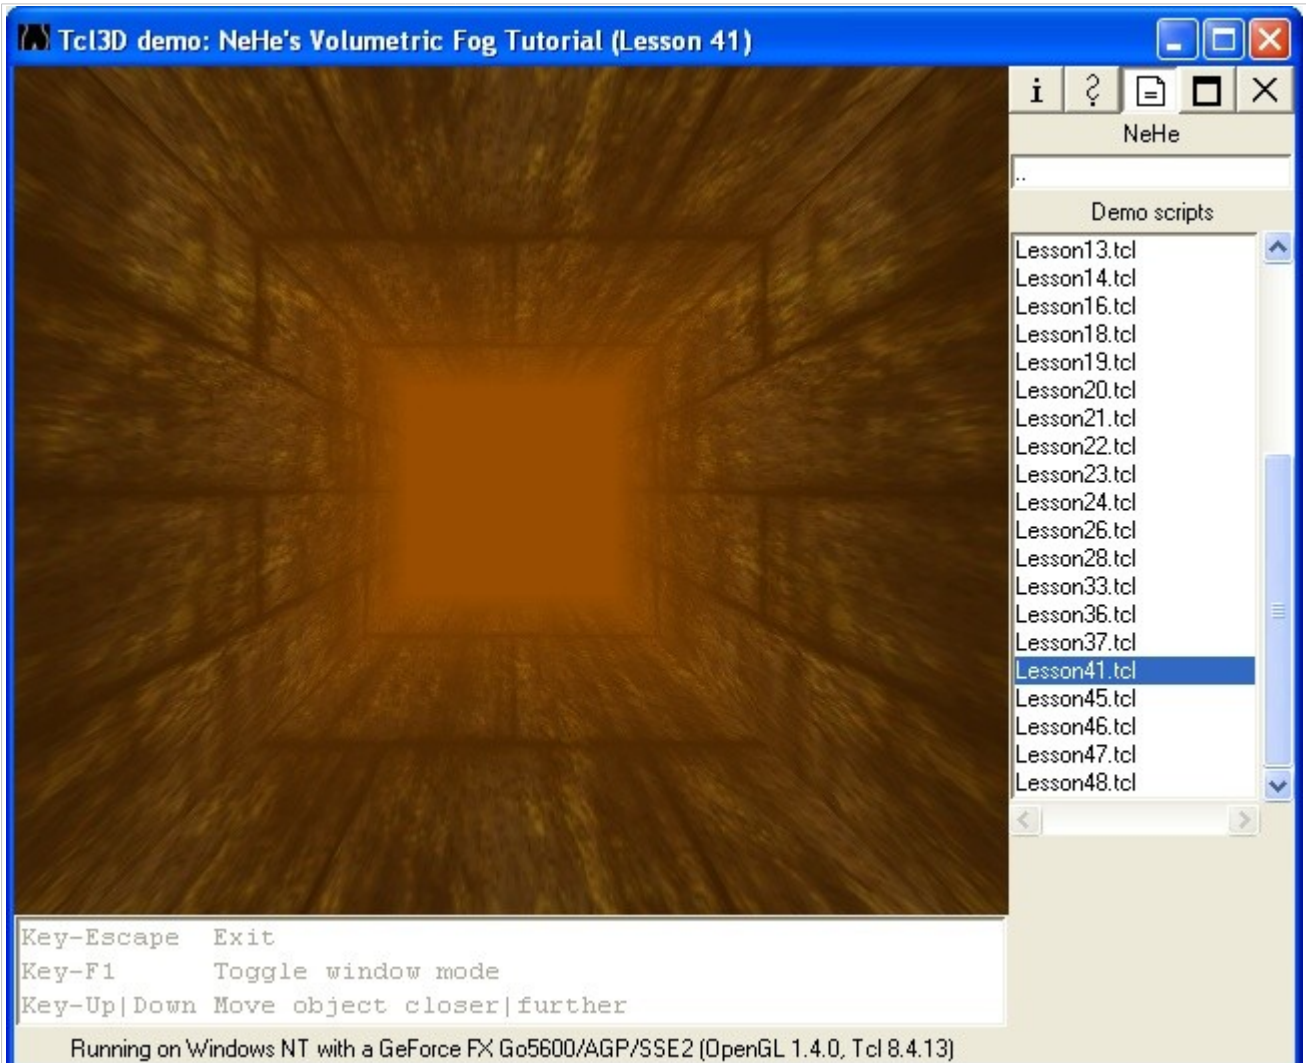 Tcl3D demo: NeHe's Volumetric Fog Tutorial (Lesson 41)
NeHe
..
Demo scripts
Lesson13.tcl
Lesson14.tcl
Lesson16.tcl
Lesson18.tcl
Lesson19.tcl
Lesson20.tcl
Lesson21.tcl
Lesson22.tcl
Lesson23.tcl
Lesson24.tcl
Lesson26.tcl
Lesson28.tcl
Lesson33.tcl
Lesson36.tcl
Lesson37.tcl
Lesson41.tcl
Lesson45.tcl
Lesson46.tcl
Lesson47.tcl
Lesson48.tcl
Key-Escape Exit
Key-F1 Toggle window mode
Key-Up|Down Move object closer|further
Running on Windows NT with a GeForce FX Go5600/AGP/SSE2 (OpenGL 1.4.0, Tcl 8.4.13)